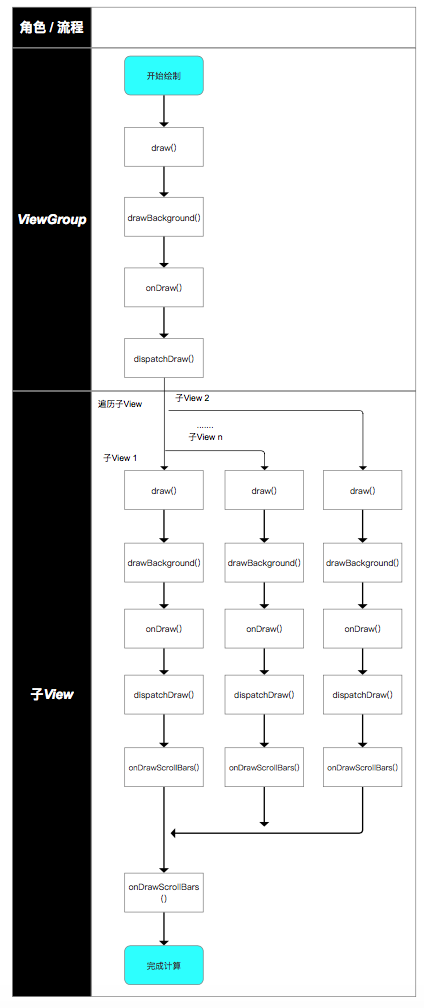 角色 / 流程
开始绘制
draw()
ViewGroup
drawBackground()
onDraw()
dispatchDraw()
遍历子View
子View 2
.......
子View n
子View 1
draw()
draw()
draw()
drawBackground()
drawBackground()
drawBackground()
onDraw()
onDraw()
onDraw()
子View
dispatchDraw()
dispatchDraw()
dispatchDraw()
onDrawScrollBars()
onDrawScrollBars()
onDrawScrollBars()
onDrawScrollBars
()
完成计算